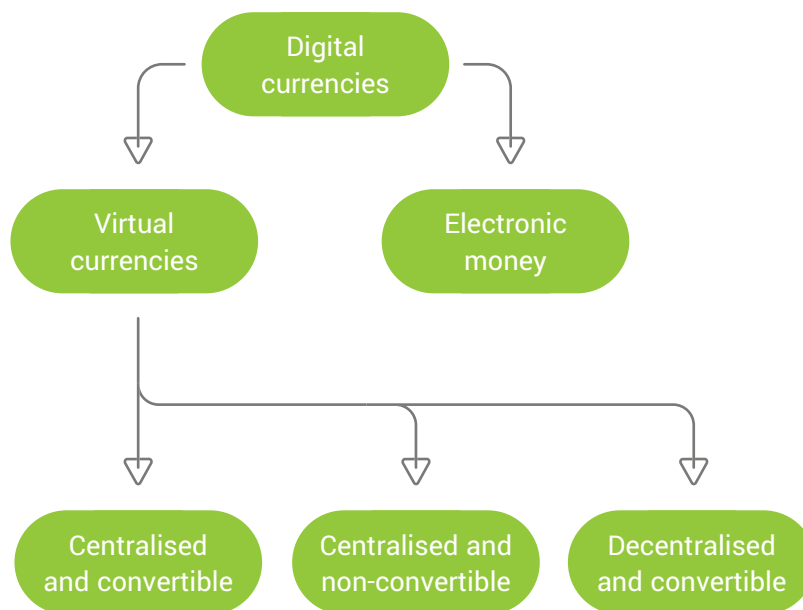 Digital
currencies
Virtual
currencies
Electronic
money
Centralised
and convertible
Centralised and
non-convertible
Decentralised
and convertible